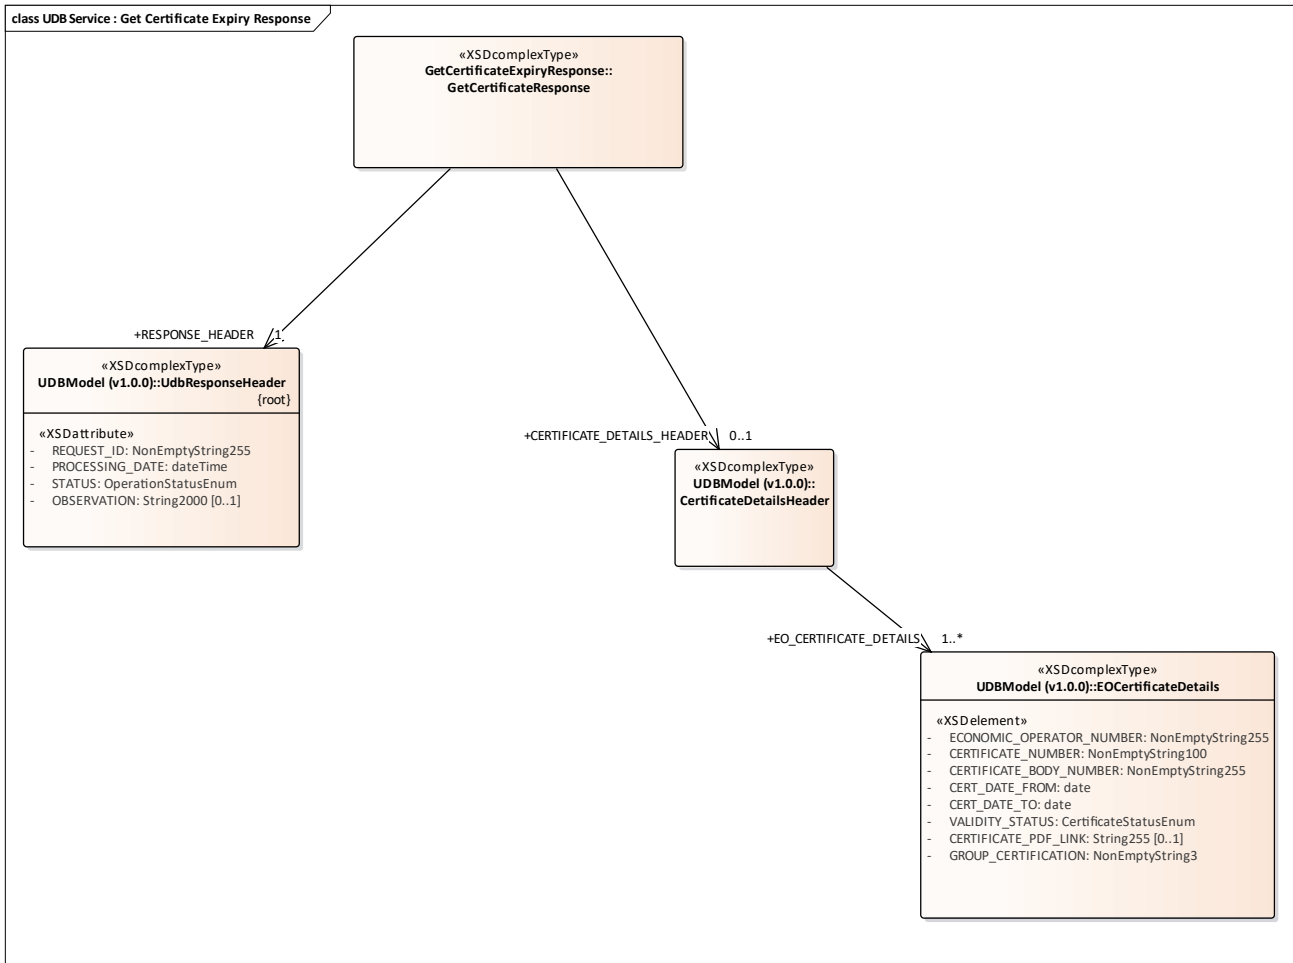 class UDB Service : Get Certificate Expiry Response
«XSDcomplexType»
GetCertificateExpiryResponse::
GetCertificateResponse
+RESPONSE_HEADER 1
«XSDcomplexType»
UDBModel (v1.0.0)::UdbResponseHeader
{root}
«XSDattribute»
- REQUEST_ID: NonEmptyString255
- PROCESSING_DATE: dateTime
- STATUS: OperationStatusEnum
- OBSERVATION: String2000 [0..1]
+CERTIFICATE_DETAILS_HEADER 0..1
«XSDcomplexType»
UDBModel (v1.0.0)::
CertificateDetailsHeader
+EO_CERTIFICATE_DETAILS 1..*
«XSDcomplexType»
UDBModel (v1.0.0)::EOCertificateDetails
«XSDelement»
- ECONOMIC_OPERATOR_NUMBER: NonEmptyString255
- CERTIFICATE_NUMBER: NonEmptyString100
- CERTIFICATE_BODY_NUMBER: NonEmptyString255
- CERT_DATE_FROM: date
- CERT_DATE_TO: date
- VALIDITY_STATUS: CertificateStatusEnum
- CERTIFICATE_PDF_LINK: String255 [0..1]
- GROUP_CERTIFICATION: NonEmptyString3